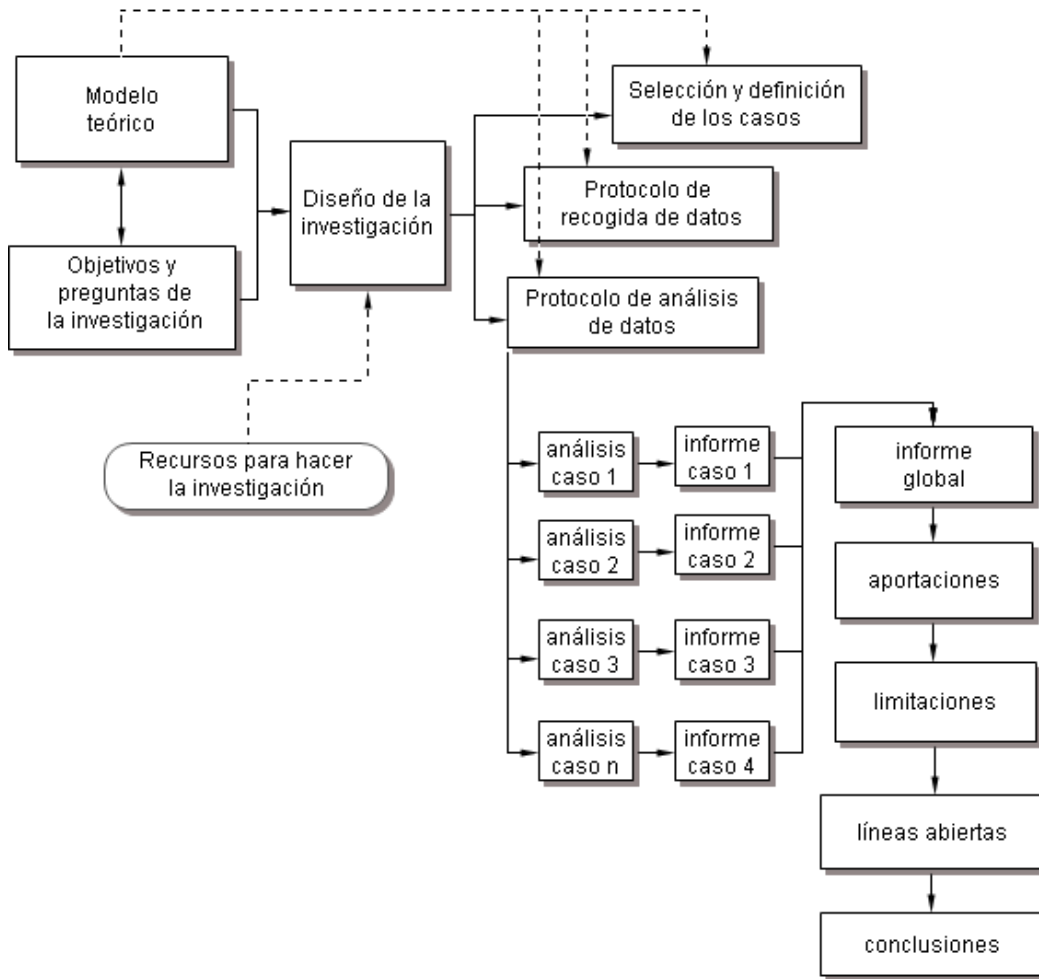 Modelo
teórico
Selección y definición
de los casos
Diseño de la
investigación
Protocolo de
recogida de datos
Objetivos y
preguntas de
la investigación
Protocolo de análisis
de datos
Recursos para hacer
la investigación
análisis
caso 1
informe
caso 1
informe
global
análisis
caso 2
informe
caso 2
aportaciones
análisis
caso 3
informe
caso 3
limitaciones
análisis
caso n
informe
caso 4
líneas abiertas
conclusiones